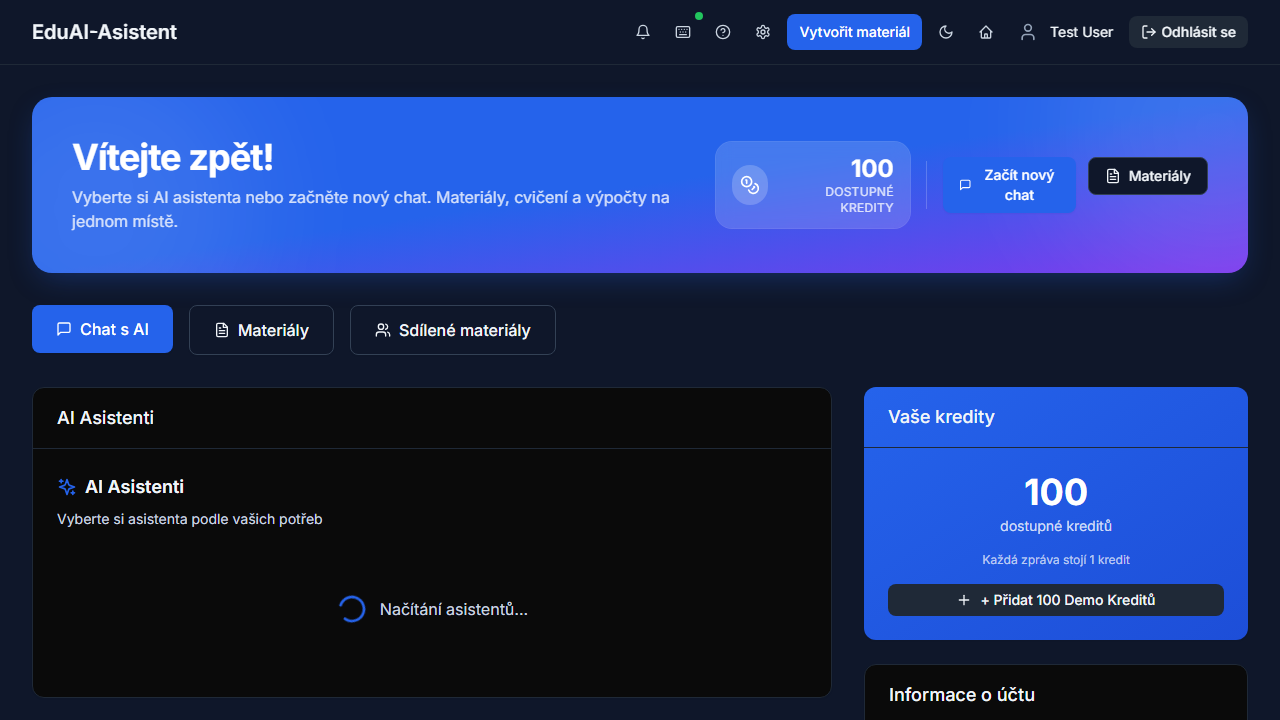 EduAI-Asistent
Vytvořit materiál
Test User
Odhlásit se
Vítejte zpět!
Vyberte si AI asistenta nebo začněte nový chat. Materiály, cvičení a výpočty na
jednom místě.
100
DOSTUPNÉ
KREDITY
Začít nový
chat
Materiály
Chat s AI
Materiály
Sdílené materiály
AI Asistenti
AI Asistenti
Vyberte si asistenta podle vašich potřeb
Načítání asistentů...
Vaše kredity
100
dostupné kreditů
Každá zpráva stojí 1 kredit
+ Přidat 100 Demo Kreditů
Informace o účtu